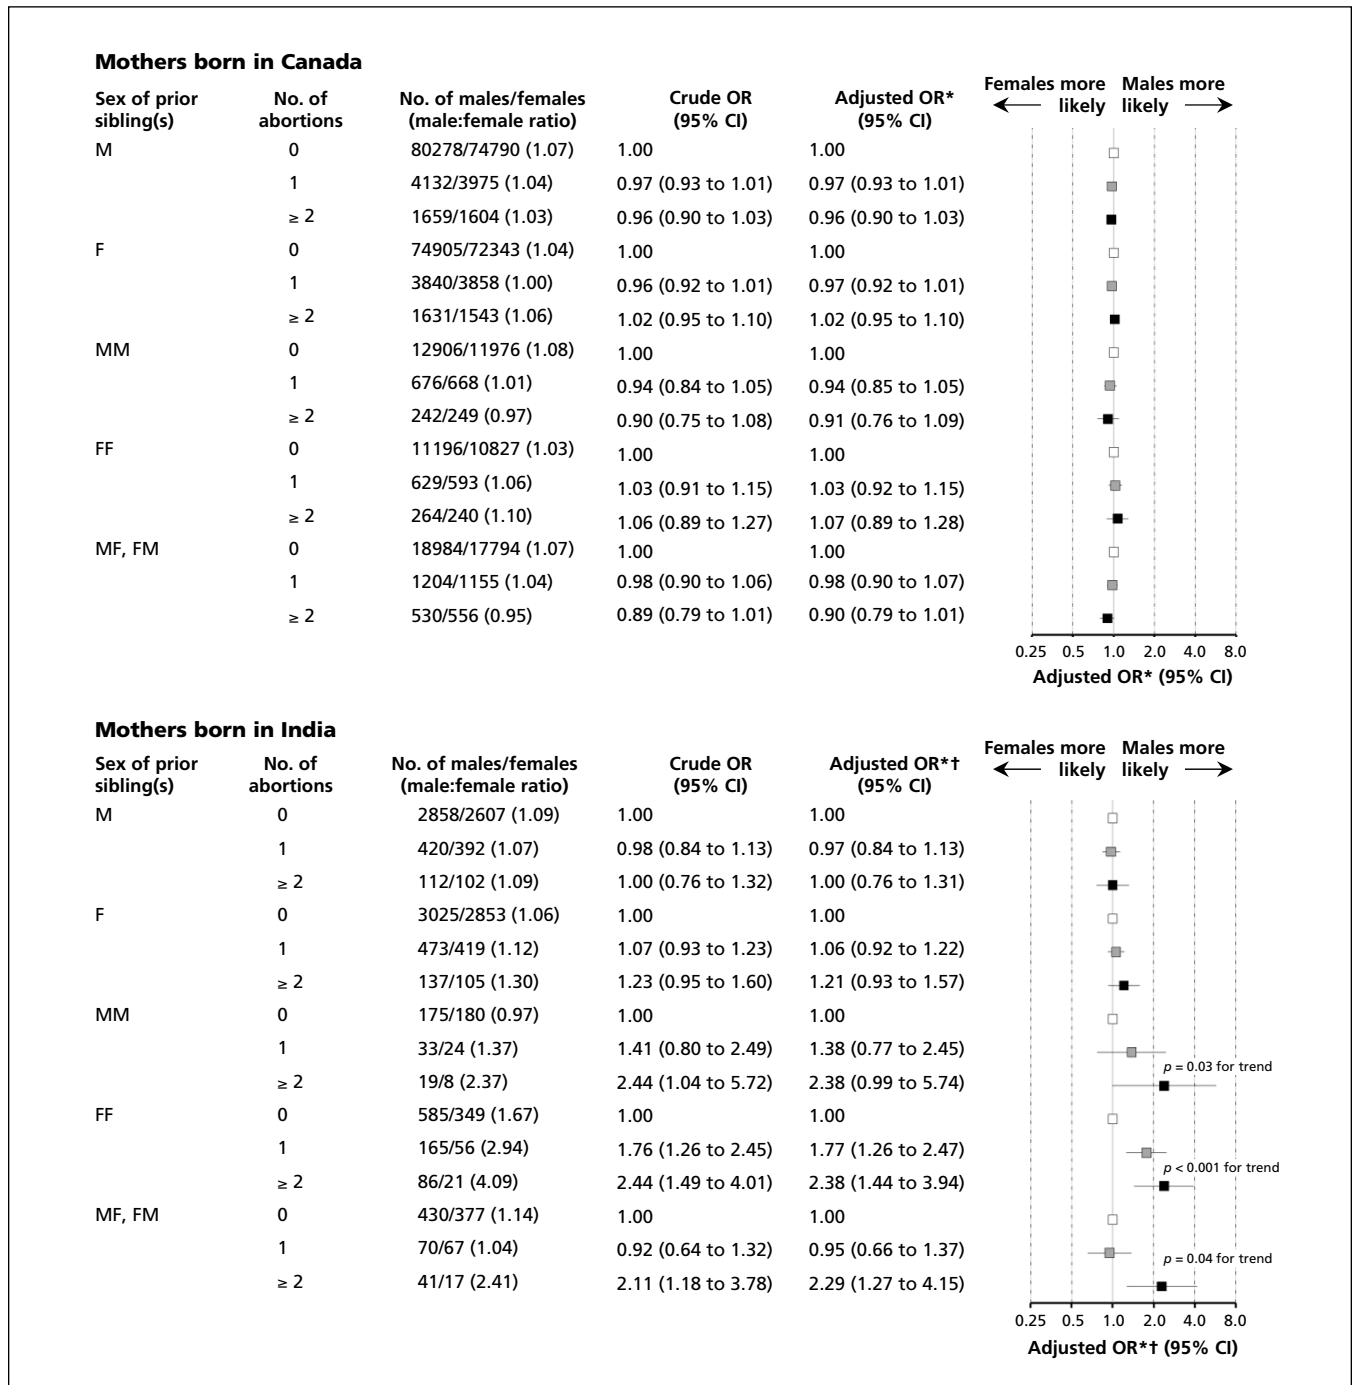 Mothers born in Canada
Sex of prior sibling(s) No. of abortions No. of males/females (male:female ratio) Crude OR (95% CI) Adjusted OR* (95% CI) Females more likely Males more likely
M 0 80278/74790 (1.07) 1.00 1.00
1 4132/3975 (1.04) 0.97 (0.93 to 1.01) 0.97 (0.93 to 1.01)
≥ 2 1659/1604 (1.03) 0.96 (0.90 to 1.03) 0.96 (0.90 to 1.03)
F 0 74905/72343 (1.04) 1.00 1.00
1 3840/3858 (1.00) 0.96 (0.92 to 1.01) 0.97 (0.92 to 1.01)
≥ 2 1631/1543 (1.06) 1.02 (0.95 to 1.10) 1.02 (0.95 to 1.10)
MM 0 12906/11976 (1.08) 1.00 1.00
1 676/668 (1.01) 0.94 (0.84 to 1.05) 0.94 (0.85 to 1.05)
≥ 2 242/249 (0.97) 0.90 (0.75 to 1.08) 0.91 (0.76 to 1.09)
FF 0 11196/10827 (1.03) 1.00 1.00
1 629/593 (1.06) 1.03 (0.91 to 1.15) 1.03 (0.92 to 1.15)
≥ 2 264/240 (1.10) 1.06 (0.89 to 1.27) 1.07 (0.89 to 1.28)
MF, FM 0 18984/17794 (1.07) 1.00 1.00
1 1204/1155 (1.04) 0.98 (0.90 to 1.06) 0.98 (0.90 to 1.07)
≥ 2 530/556 (0.95) 0.89 (0.79 to 1.01) 0.90 (0.79 to 1.01)
0.25 0.5 1.0 2.0 4.0 8.0
Adjusted OR* (95% CI)
Mothers born in India
Sex of prior sibling(s) No. of abortions No. of males/females (male:female ratio) Crude OR (95% CI) Adjusted OR*† (95% CI) Females more likely Males more likely
M 0 2858/2607 (1.09) 1.00 1.00
1 420/392 (1.07) 0.98 (0.84 to 1.13) 0.97 (0.84 to 1.13)
≥ 2 112/102 (1.09) 1.00 (0.76 to 1.32) 1.00 (0.76 to 1.31)
F 0 3025/2853 (1.06) 1.00 1.00
1 473/419 (1.12) 1.07 (0.93 to 1.23) 1.06 (0.92 to 1.22)
≥ 2 137/105 (1.30) 1.23 (0.95 to 1.60) 1.21 (0.93 to 1.57)
MM 0 175/180 (0.97) 1.00 1.00
1 33/24 (1.37) 1.41 (0.80 to 2.49) 1.38 (0.77 to 2.45)
p = 0.03 for trend
≥ 2 19/8 (2.37) 2.44 (1.04 to 5.72) 2.38 (0.99 to 5.74)
FF 0 585/349 (1.67) 1.00 1.00
1 165/56 (2.94) 1.76 (1.26 to 2.45) 1.77 (1.26 to 2.47)
p < 0.001 for trend
≥ 2 86/21 (4.09) 2.44 (1.49 to 4.01) 2.38 (1.44 to 3.94)
MF, FM 0 430/377 (1.14) 1.00 1.00
1 70/67 (1.04) 0.92 (0.64 to 1.32) 0.95 (0.66 to 1.37)
p = 0.04 for trend
≥ 2 41/17 (2.41) 2.11 (1.18 to 3.78) 2.29 (1.27 to 4.15)
0.25 0.5 1.0 2.0 4.0 8.0
Adjusted OR*† (95% CI)